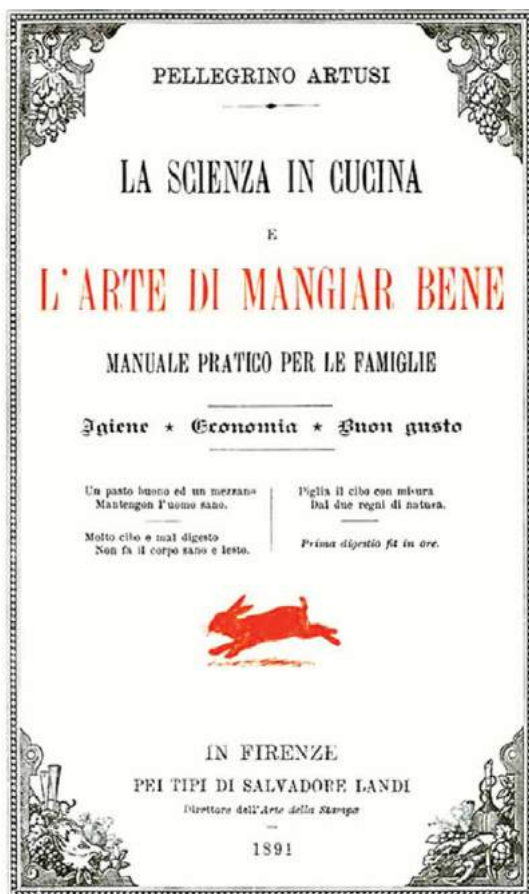 PELLEGRINO ARTUSI
LA SCIENZA IN CUCINA
E
L'ARTE DI MANGIAR BENE
MANUALE PRATICO PER LE FAMIGLIE
Igiene ★ Economia ★ Buon gusto
Un pasto buono ed un mezzano
Mantengon l'uomo sano.
Molto cibo e mal digesto
Non fa il corpo sano e lesto.
Piglia il cibo con misura
Dai due regni di natura.
Prima digestio fit in ore.
IN FIRENZE
PEI TIPI DI SALVADORE LANDI
Direttore dell'Arte della Stampa
1891